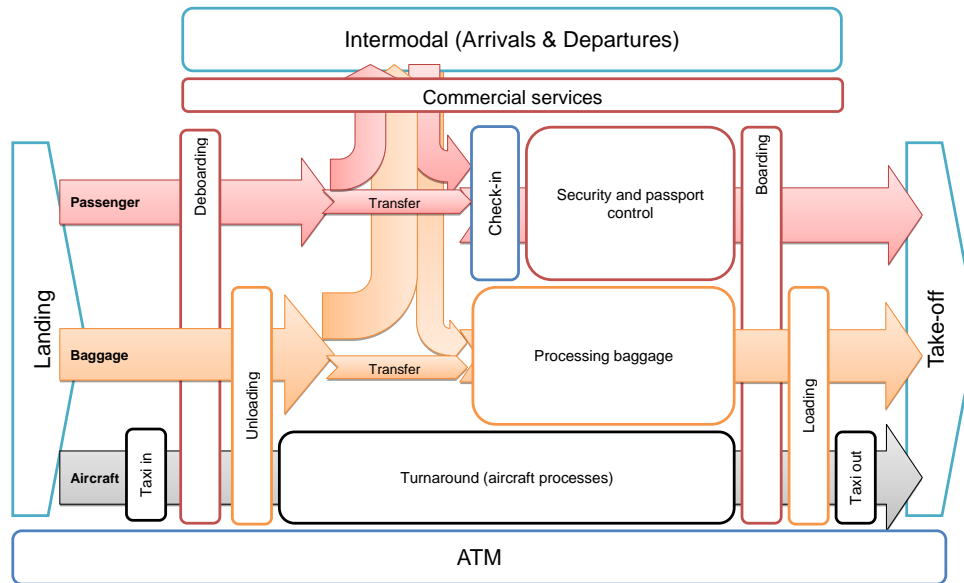 Intermodal (Arrivals & Departures)
Commercial services
Landing
Passenger
Deboarding
Transfer
Check-in
Security and passport
control
Boarding
Take-off
Baggage
Unloading
Transfer
Processing baggage
Loading
Aircraft
Taxi in
Turnaround (aircraft processes)
Taxi out
ATM